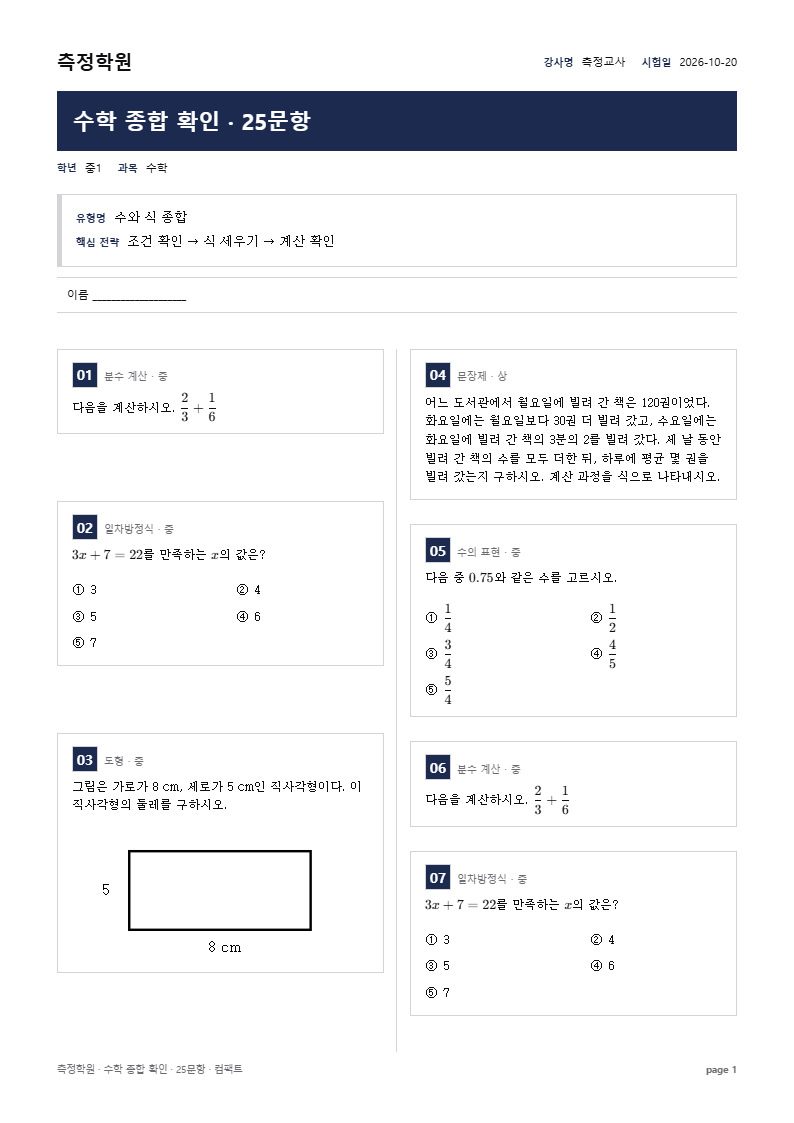 측정학원
강사명 측정교사 시험일 2026-10-20
수학 종합 확인 · 25문항
학년 중1 과목 수학
유형명 수와 식 종합
핵심 전략 조건 확인 → 식 세우기 → 계산 확인
이름 ___________________
01 분수 계산 · 중
다음을 계산하시오. 2/3 + 1/6
02 일차방정식 · 중
3x + 7 = 22를 만족하는 x의 값은?
① 3 ② 4
③ 5 ④ 6
⑤ 7
03 도형 · 중
그림은 가로가 8 cm, 세로가 5 cm인 직사각형이다. 이
직사각형의 둘레를 구하시오.
5
8 cm
04 문장제 · 상
어느 도서관에서 월요일에 빌려 간 책은 120권이었다.
화요일에는 월요일보다 30권 더 빌려 갔고, 수요일에는
화요일에 빌려 간 책의 3분의 2를 빌려 갔다. 세 날 동안
빌려 간 책의 수를 모두 더한 뒤, 하루에 평균 몇 권을
빌려 갔는지 구하시오. 계산 과정을 식으로 나타내시오.
05 수의 표현 · 중
다음 중 0.75와 같은 수를 고르시오.
① 1/4 ② 1/2
③ 3/4 ④ 4/5
⑤ 5/4
06 분수 계산 · 중
다음을 계산하시오. 2/3 + 1/6
07 일차방정식 · 중
3x + 7 = 22를 만족하는 x의 값은?
① 3 ② 4
③ 5 ④ 6
⑤ 7
측정학원 · 수학 종합 확인 · 25문항 · 컴팩트
page 1